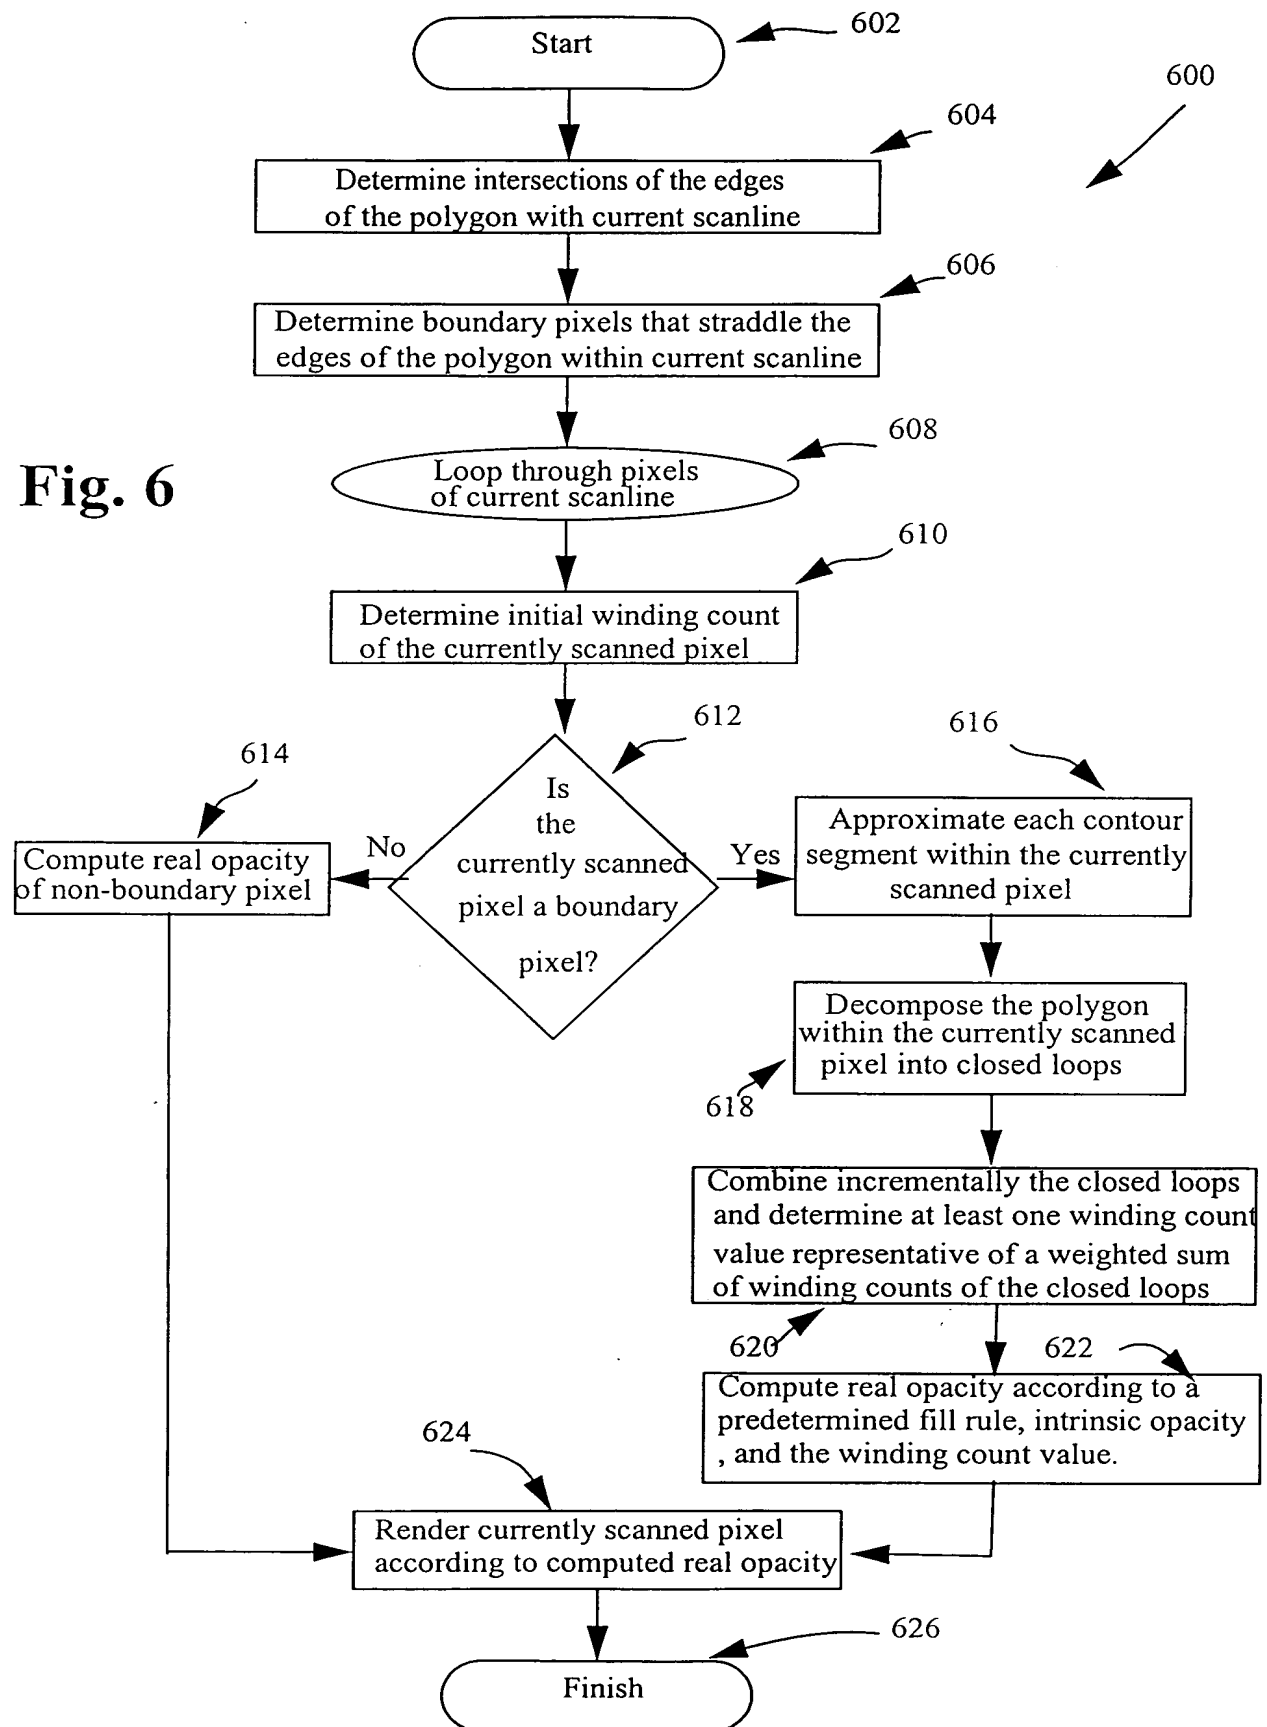 Start
602
600
604
Determine intersections of the edges
of the polygon with current scanline
606
Determine boundary pixels that straddle the
edges of the polygon within current scanline
608
Loop through pixels
of current scanline
Fig. 6
610
Determine initial winding count
of the currently scanned pixel
612
Is
the
currently scanned
pixel a boundary
pixel?
No
Yes
614
Compute real opacity
of non-boundary pixel
616
Approximate each contour
segment within the currently
scanned pixel
Decompose the polygon
within the currently scanned
pixel into closed loops
618
Combine incrementally the closed loops
and determine at least one winding count
value representative of a weighted sum
of winding counts of the closed loops
620
622
Compute real opacity according to a
predetermined fill rule, intrinsic opacity
, and the winding count value.
624
Render currently scanned pixel
according to computed real opacity
626
Finish